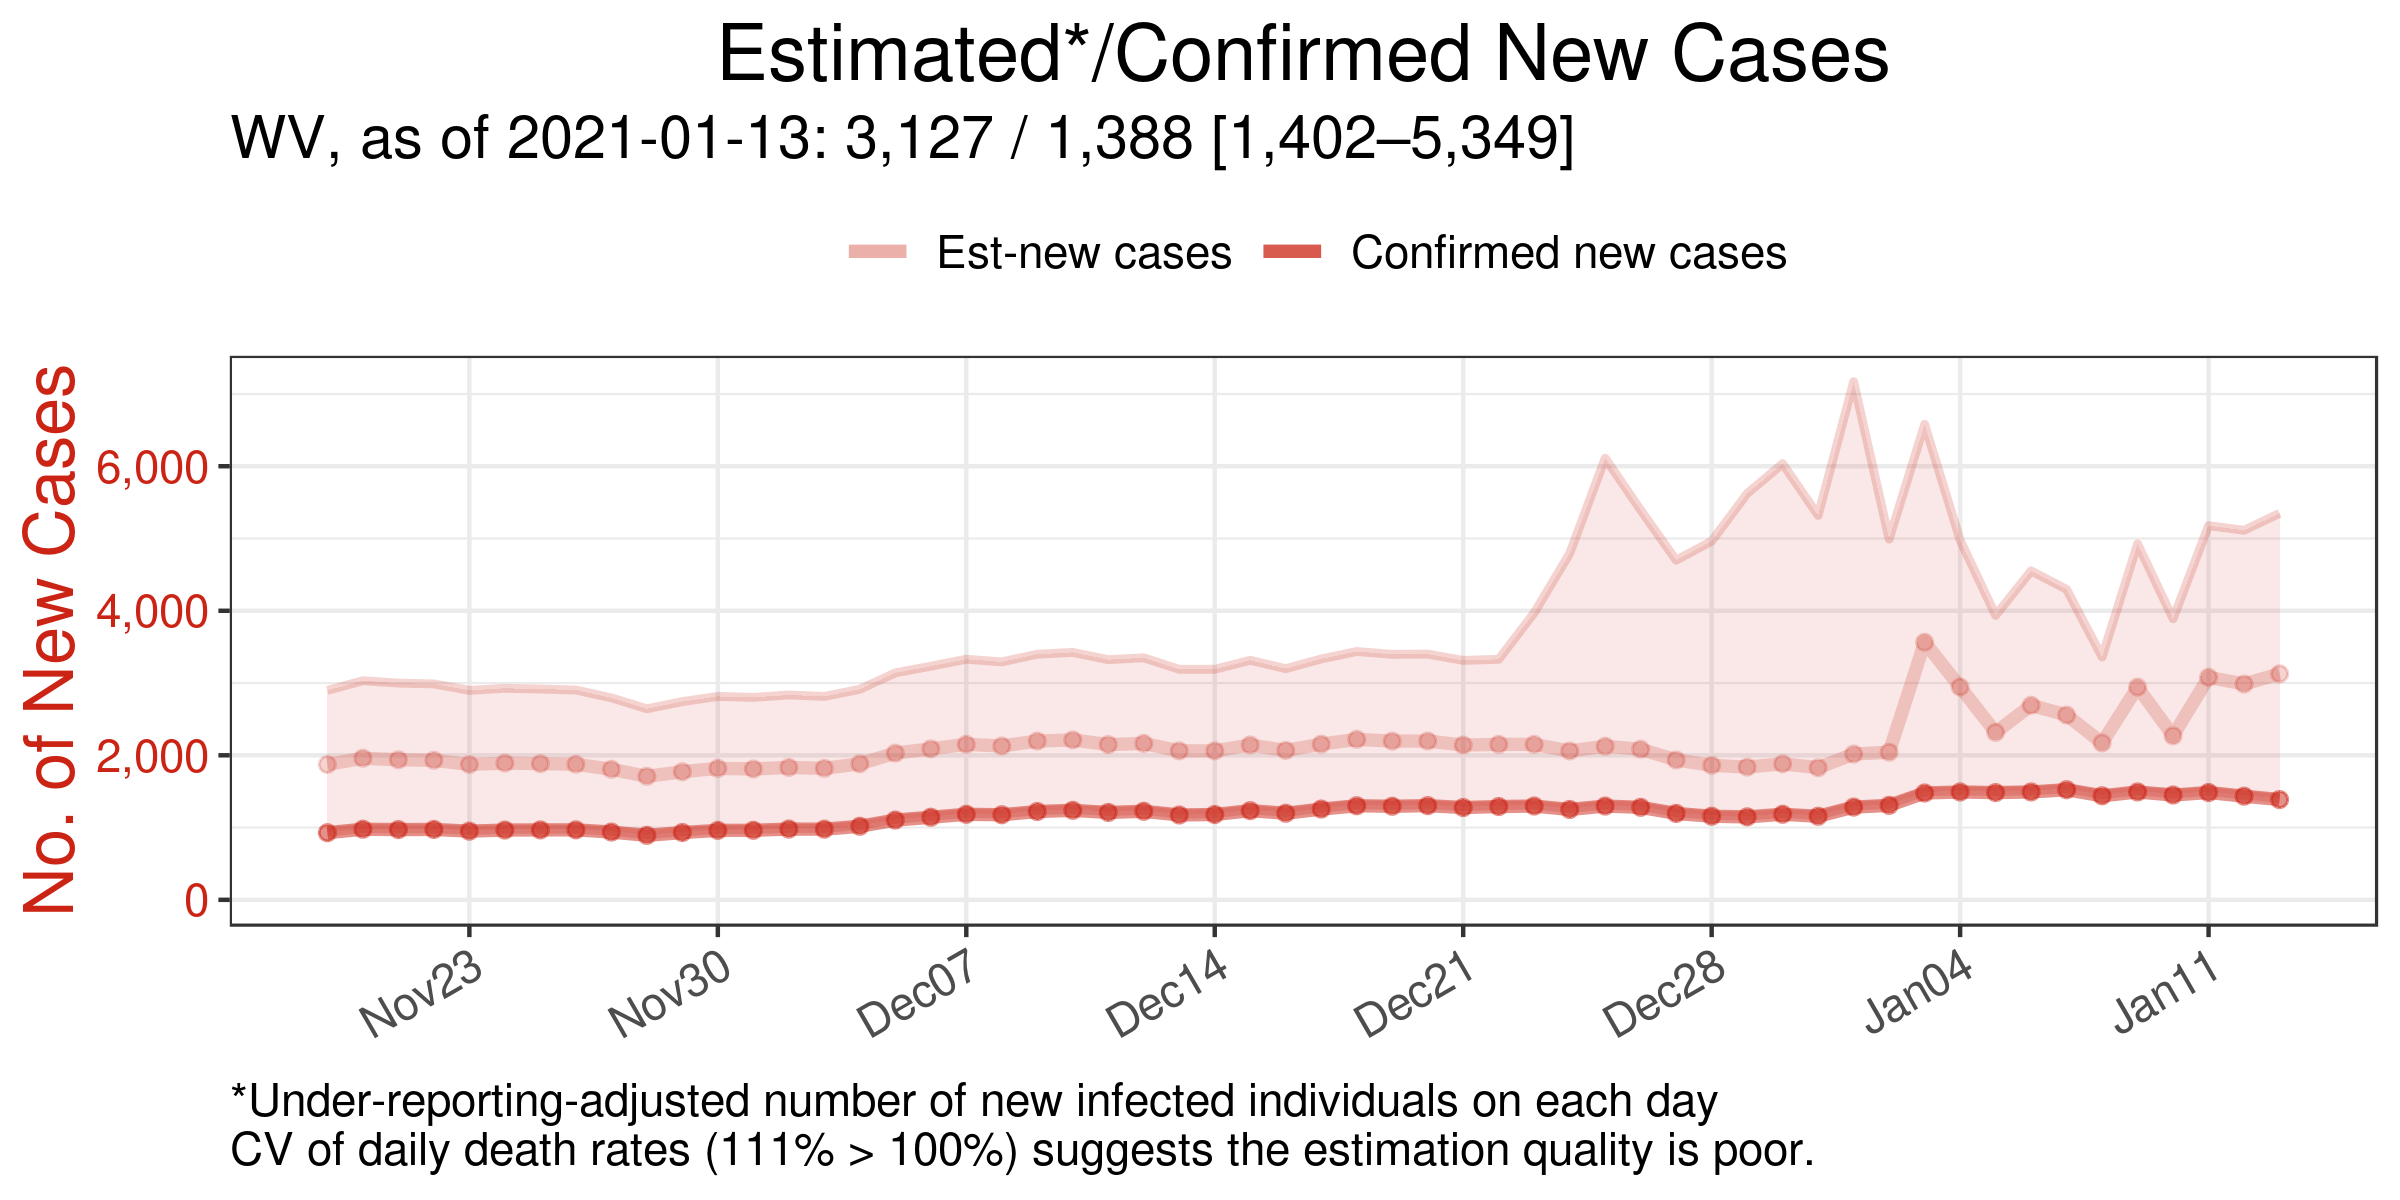 Estimated*/Confirmed New Cases
WV, as of 2021-01-13: 3,127 / 1,388 [1,402–5,349]
Est-new cases
Confirmed new cases
No. of New Cases
6,000
4,000
2,000
0
Nov23
Nov30
Dec07
Dec14
Dec21
Dec28
Jan04
Jan11
*Under-reporting-adjusted number of new infected individuals on each day
CV of daily death rates (111% > 100%) suggests the estimation quality is poor.